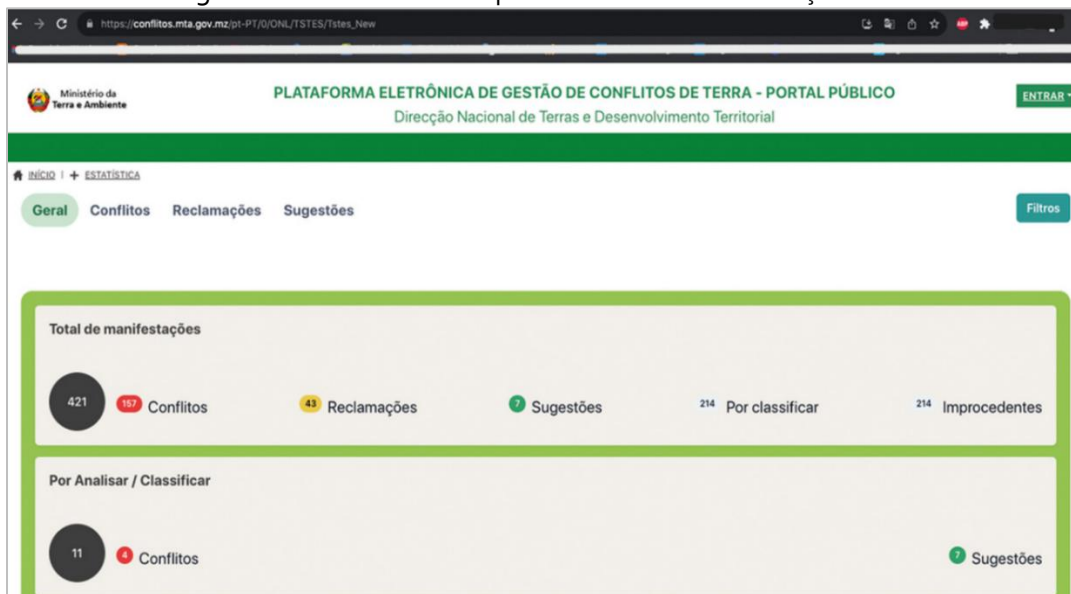 https://conflitos.mta.gov.mz/pt-PT/0/ONL/TSTES/Tstes_New
Ministério da
Terra e Ambiente
PLATAFORMA ELETRÔNICA DE GESTÃO DE CONFLITOS DE TERRA - PORTAL PÚBLICO
Direcção Nacional de Terras e Desenvolvimento Territorial
ENTRAR
INÍCIO | + ESTATÍSTICA
Geral Conflitos Reclamações Sugestões
Filtros
Total de manifestações
421 157 Conflitos 43 Reclamações 7 Sugestões 214 Por classificar 214 Improcedentes
Por Analisar / Classificar
11 4 Conflitos 7 Sugestões